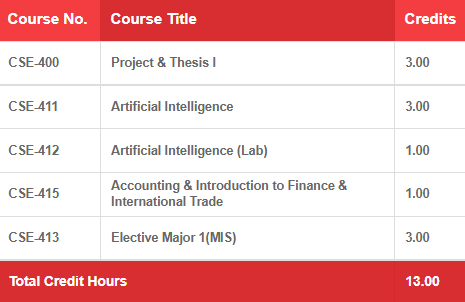 Course No. Course Title Credits
CSE-400 Project & Thesis I 3.00
CSE-411 Artificial Intelligence 3.00
CSE-412 Artificial Intelligence (Lab) 1.00
CSE-415 Accounting & Introduction to Finance & 1.00
International Trade
CSE-413 Elective Major 1(MIS) 3.00
Total Credit Hours 13.00